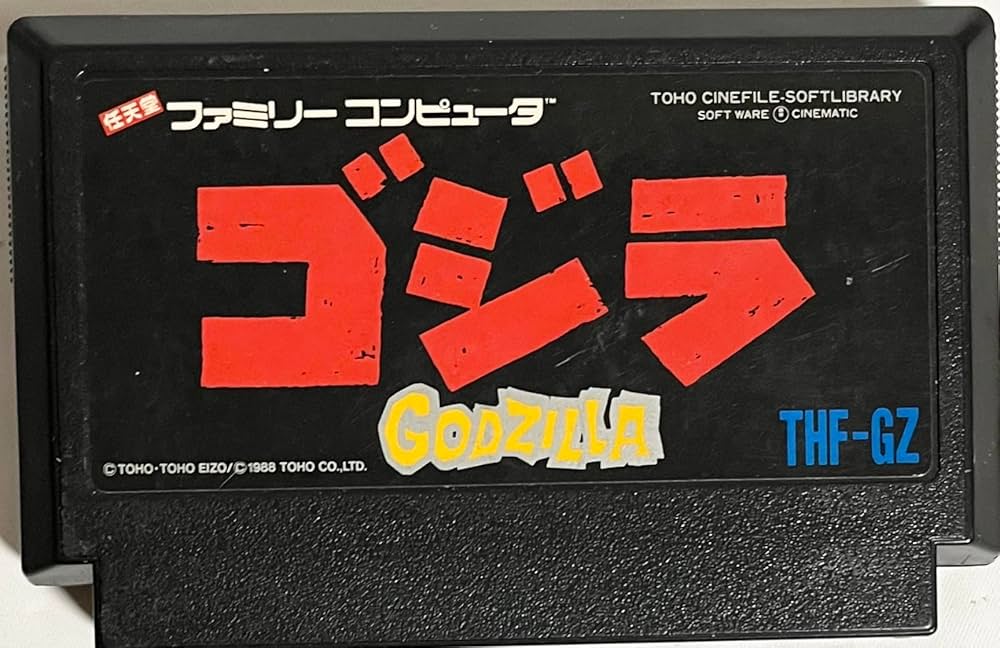 任天堂 ファミリーコンピュータ™
TOHO CINEFILE-SOFTLIBRARY
SOFT WARE CINEMATIC
ゴジラ
GODZILLA
THF-GZ
©TOHO・TOHO EIZO/©1988 TOHO CO.,LTD.